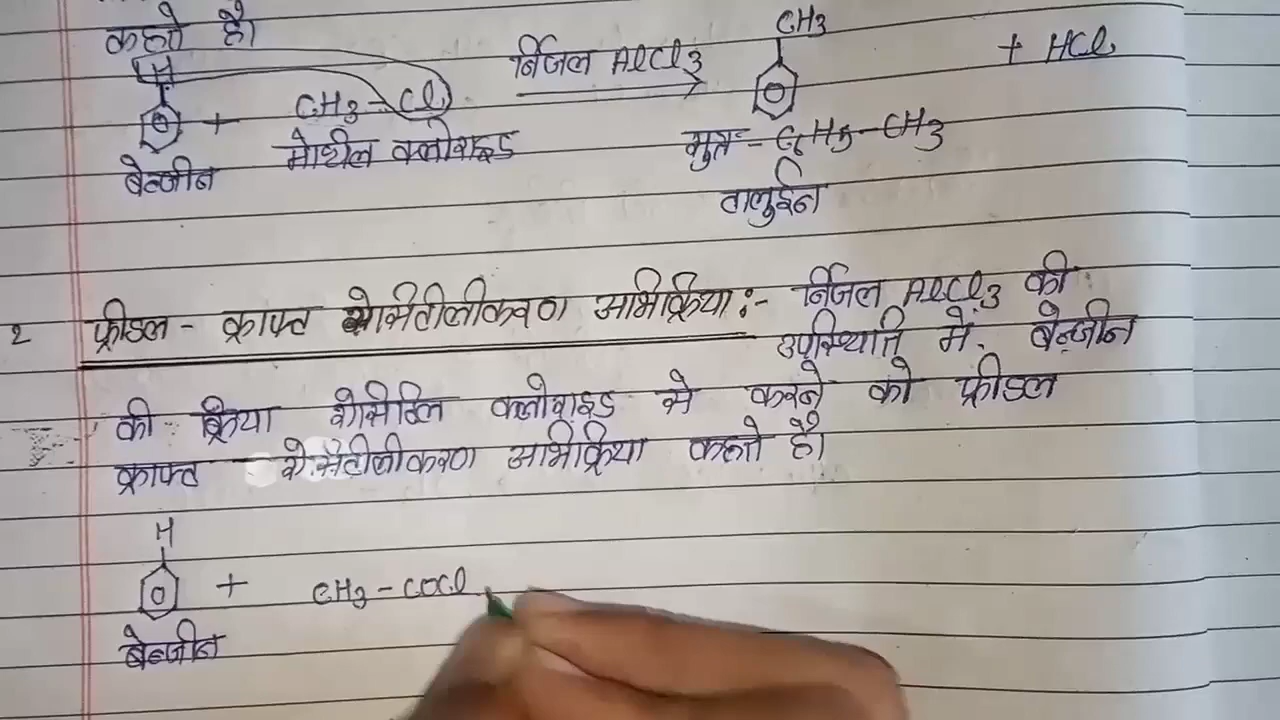 कहते है।
H CH3
+ CH3 - Cl निर्जल AlCl3 + HCl
बेन्जीन मेथील क्लोराइड सुत्र - C6H5-CH3
टालुईन
2 फ्रीडल - क्राफ्ट ऐसिटीलीकरण अभिक्रिया :- निर्जल AlCl3 की
उपस्थिति में. बेन्जीन
की क्रिया ऐसिटिल क्लोराइड से करने को फ्रीडल
क्राफ्ट ऐसिटीलीकरण अभिक्रिया कहते है।
H
+ CH3 - COCl
बेन्जीन